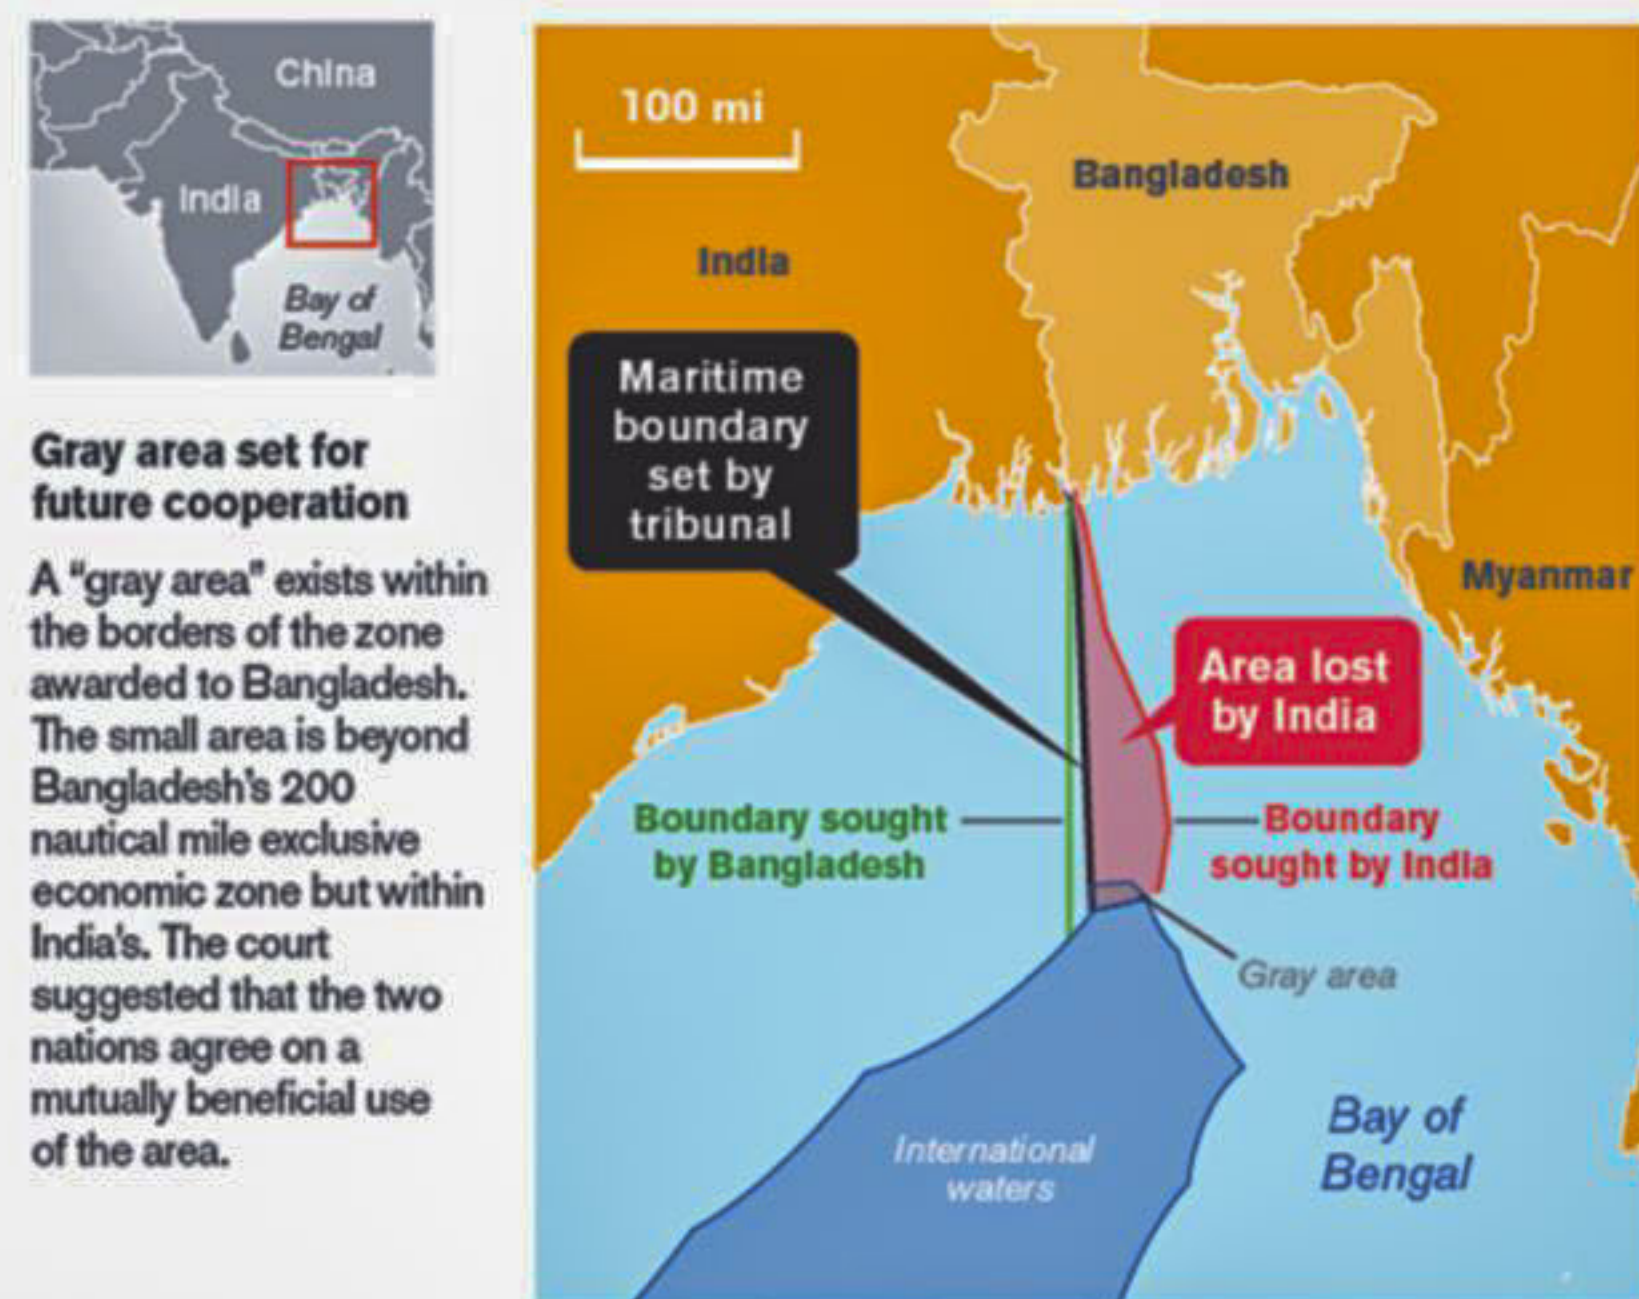 China
India
Bay of
Bengal
Gray area set for
future cooperation
A “gray area” exists within
the borders of the zone
awarded to Bangladesh.
The small area is beyond
Bangladesh’s 200
nautical mile exclusive
economic zone but within
India’s. The court
suggested that the two
nations agree on a
mutually beneficial use
of the area.
100 mi
Bangladesh
India
Maritime
boundary
set by
tribunal
Myanmar
Area lost
by India
Boundary sought
by Bangladesh
Boundary
sought by India
Gray area
International
waters
Bay of
Bengal